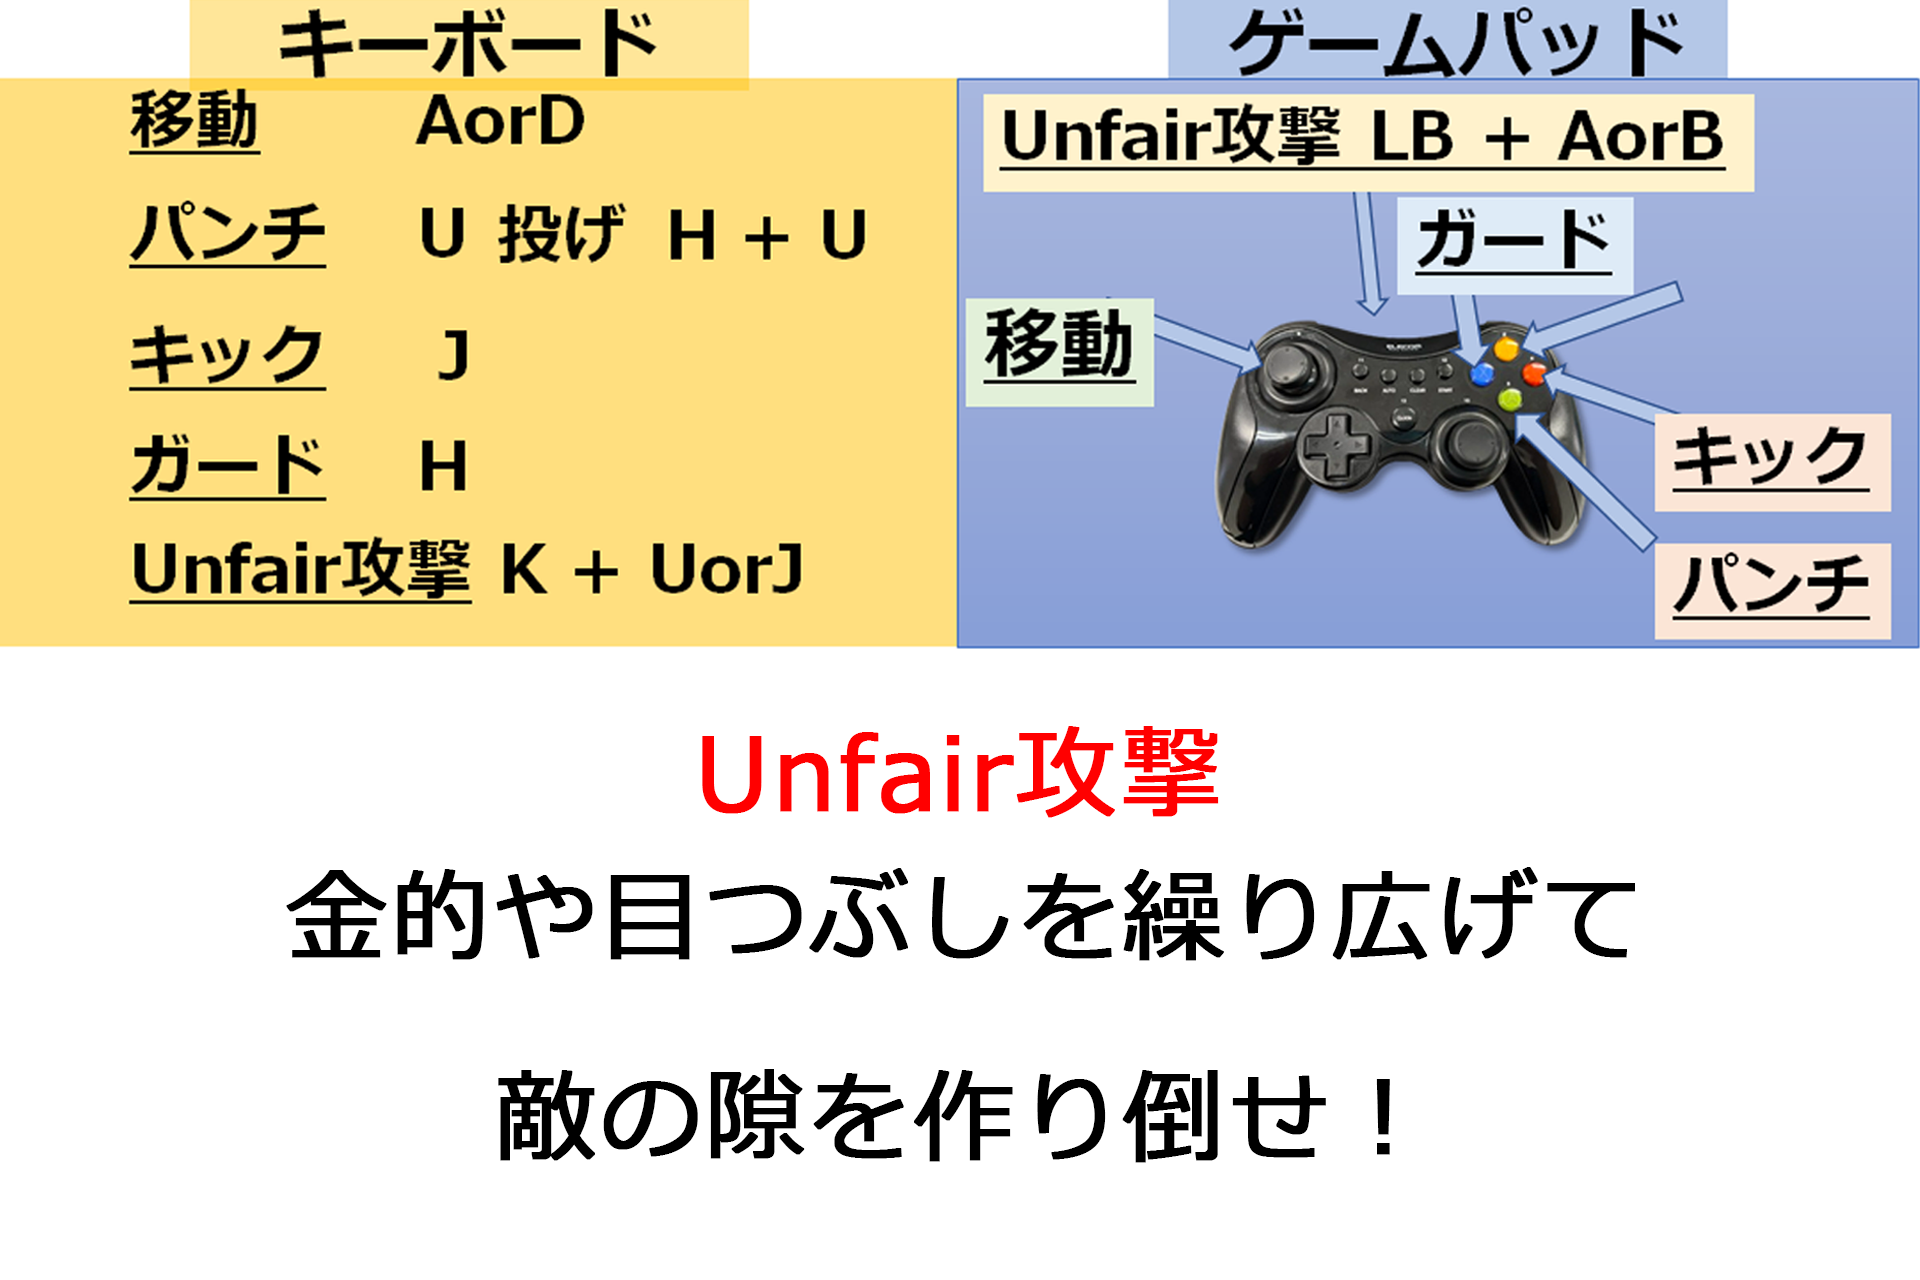 キーボード
移動 AorD
パンチ U 投げ H + U
キック J
ガード H
Unfair攻撃 K + UorJ
ゲームパッド
Unfair攻撃 LB + AorB
ガード
移動
キック
パンチ
Unfair攻撃
金的や目つぶしを繰り広げて
敵の隙を作り倒せ！